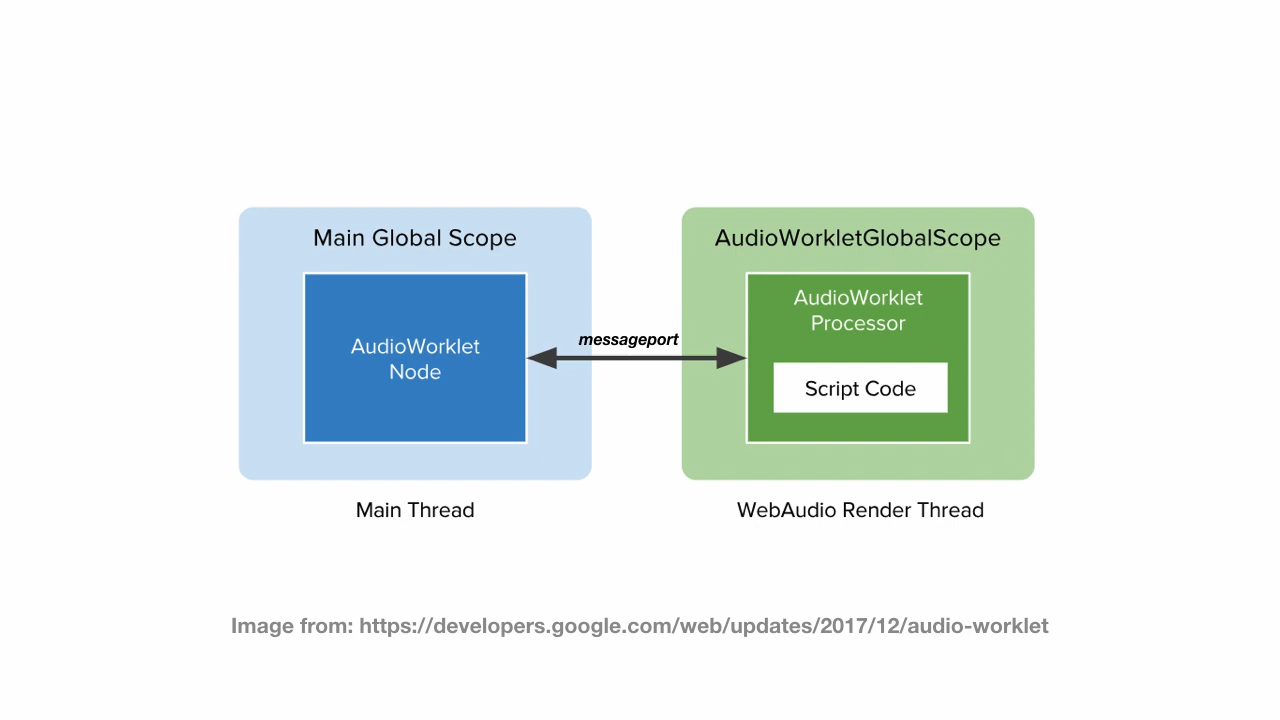 Main Global Scope
AudioWorklet
Node
Main Thread
messageport
AudioWorkletGlobalScope
AudioWorklet
Processor
Script Code
WebAudio Render Thread
Image from: https://developers.google.com/web/updates/2017/12/audio-worklet